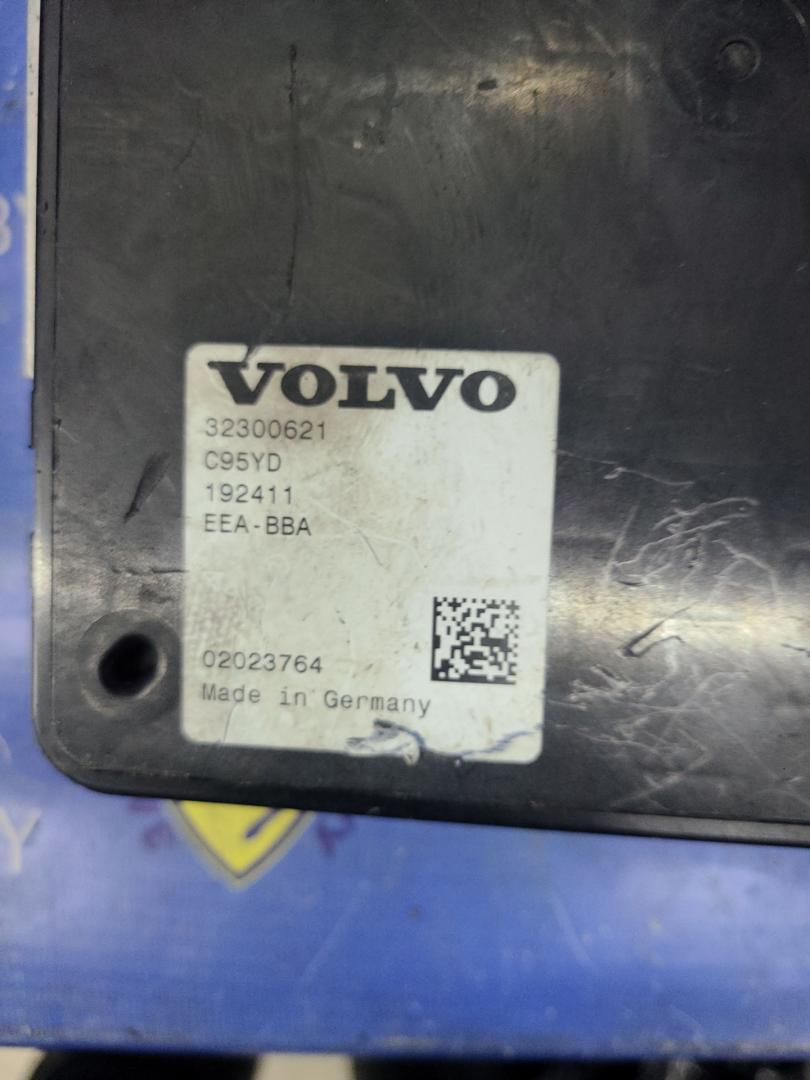 VOLVO
32300621
C95YD
192411
EEA-BBA
02023764
Made in Germany